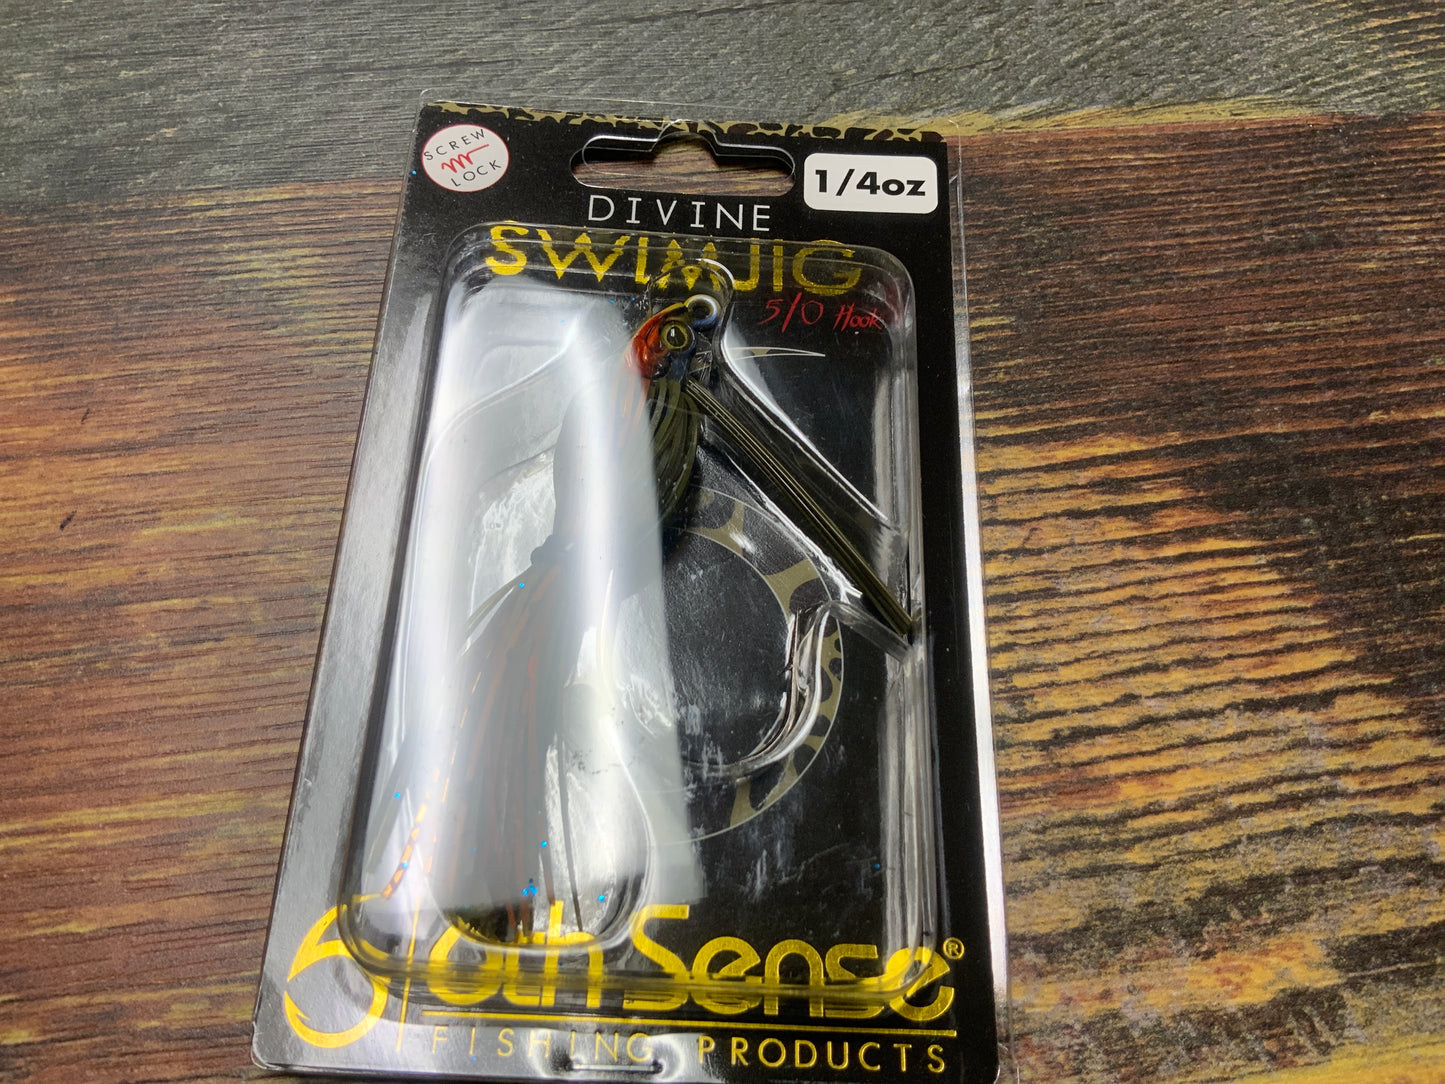 SCREW
LOCK
1/4oz
DIVINE
SWIMJIG
5/0 Hook
6th Sense®
FISHING PRODUCTS